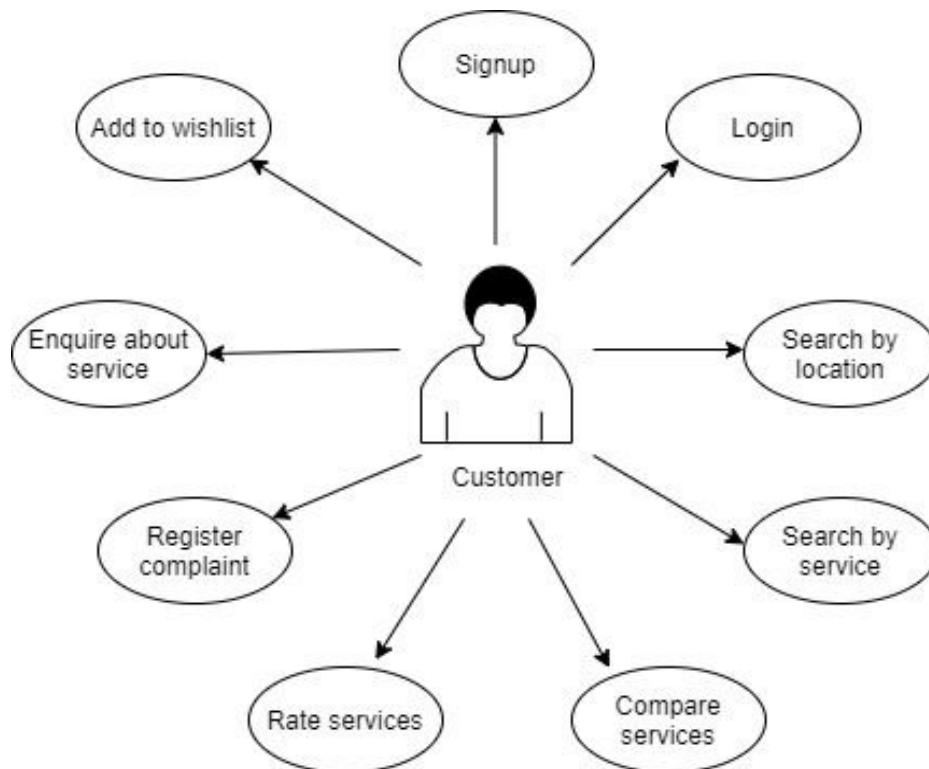 Signup
Add to wishlist
Login
Enquire about
service
Search by
location
Customer
Register
complaint
Search by
service
Rate services
Compare
services